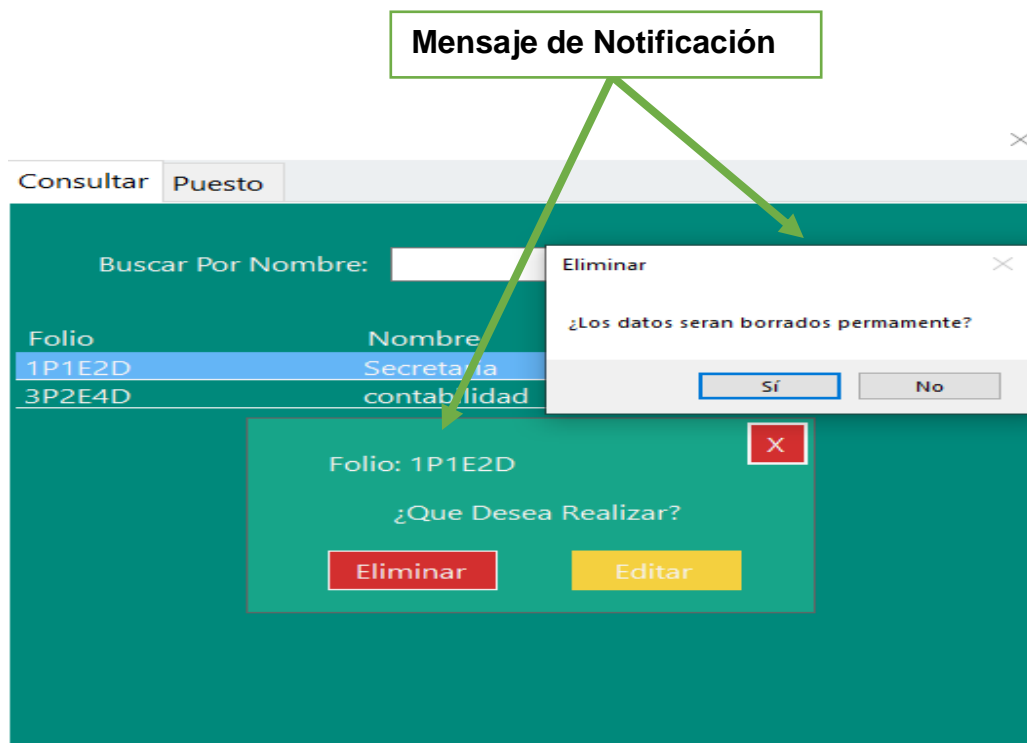 Mensaje de Notificación
Consultar Puesto
Buscar Por Nombre:
Eliminar
¿Los datos seran borrados permamente?
Sí No
Folio Nombre
1P1E2D Secretaria
3P2E4D contabilidad
X
Folio: 1P1E2D
¿Que Desea Realizar?
Eliminar Editar